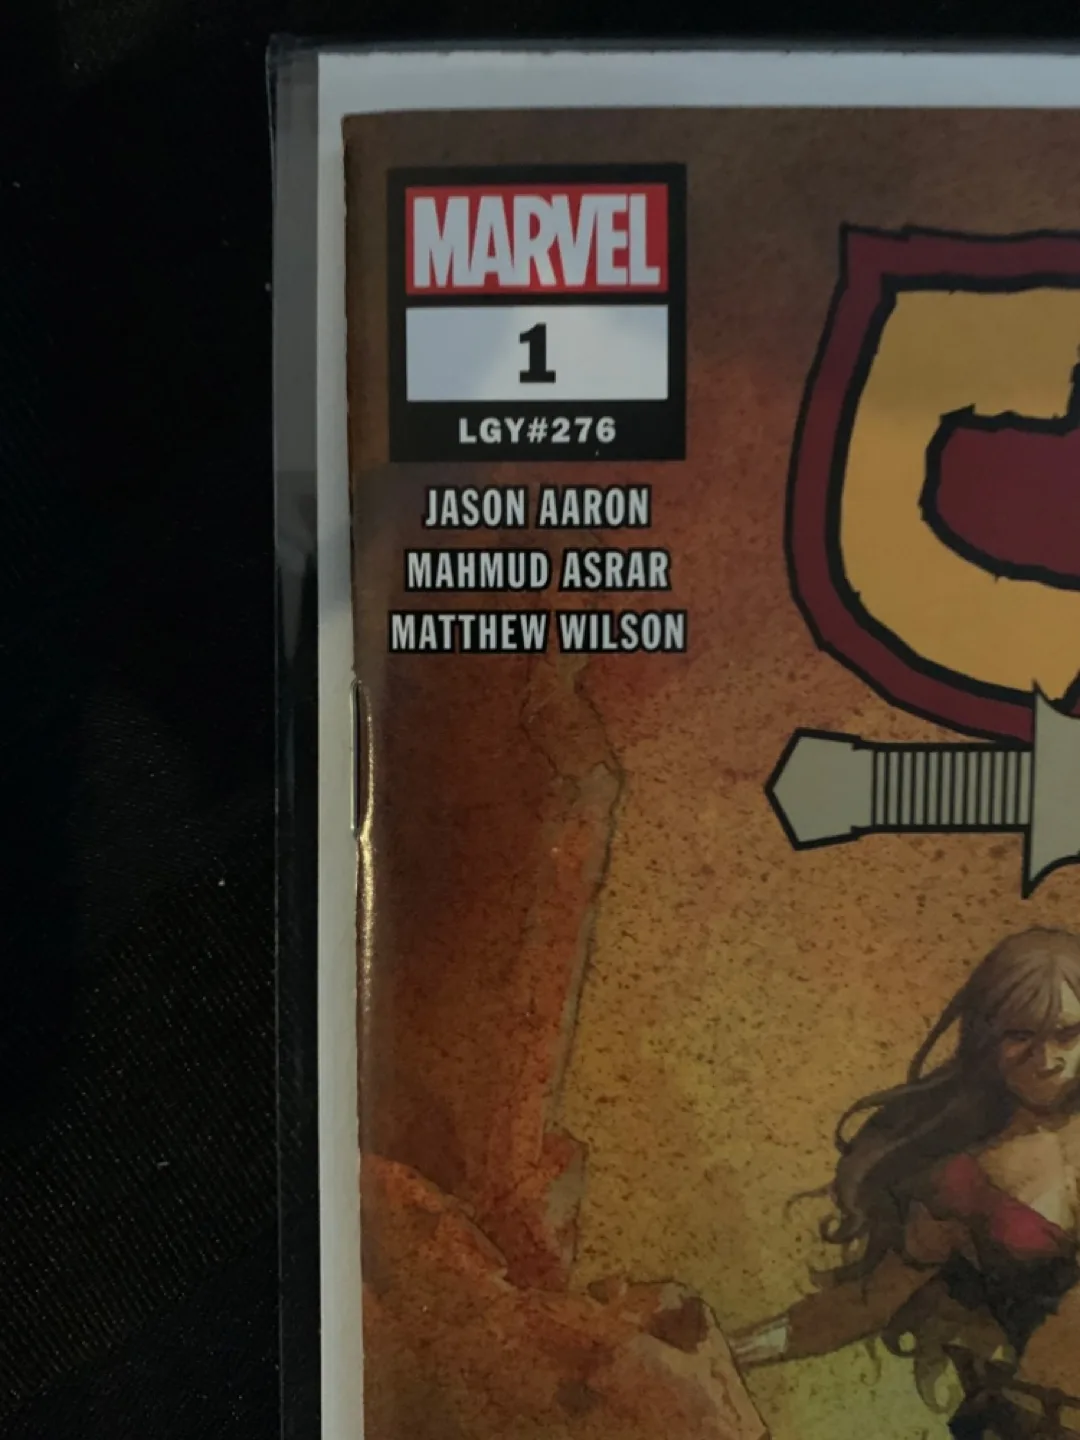 MARVEL
1
LGY#276
JASON AARON
MAHMUD ASRAR
MATTHEW WILSON